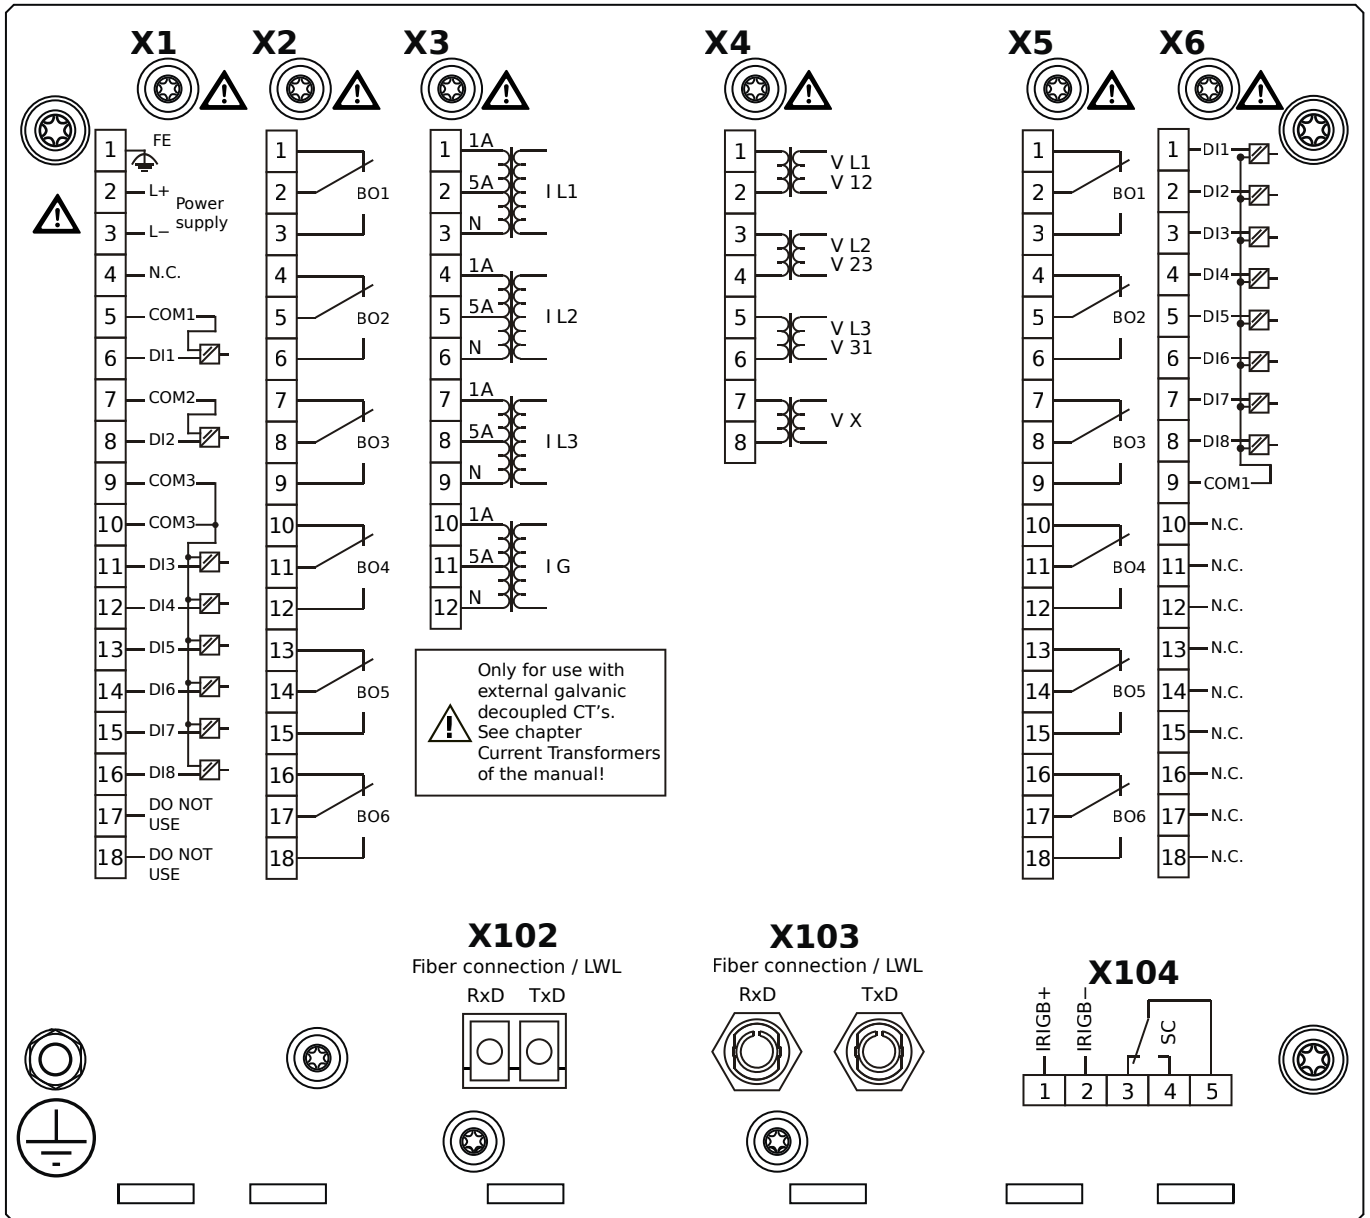 X1 X2 X3 X4 X5 X6
1 FE
2 L+
Power
supply
3 L−
4 N.C.
5 COM1
6 DI1
7 COM2
8 DI2
9 COM3
10 COM3
11 DI3
12 DI4
13 DI5
14 DI6
15 DI7
16 DI8
17 DO NOT
USE
18 DO NOT
USE
1
2 BO1
3
4
5 BO2
6
7
8 BO3
9
10
11 BO4
12
13
14 BO5
15
16
17 BO6
18
1 1A
2 5A I L1
3 N
4 1A
5 5A I L2
6 N
7 1A
8 5A I L3
9 N
10 1A
11 5A I G
12 N
Only for use with
external galvanic
decoupled CT's.
See chapter
Current Transformers
of the manual!
1 V L1
2 V 12
3 V L2
4 V 23
5 V L3
6 V 31
7 V X
8
1
2 BO1
3
4
5 BO2
6
7
8 BO3
9
10
11 BO4
12
13
14 BO5
15
16
17 BO6
18
1 DI1
2 DI2
3 DI3
4 DI4
5 DI5
6 DI6
7 DI7
8 DI8
9 COM1
10 N.C.
11 N.C.
12 N.C.
13 N.C.
14 N.C.
15 N.C.
16 N.C.
17 N.C.
18 N.C.
X102
Fiber connection / LWL
RxD TxD
X103
Fiber connection / LWL
RxD TxD
X104
IRIGB+
IRIGB−
SC
1 2 3 4 5